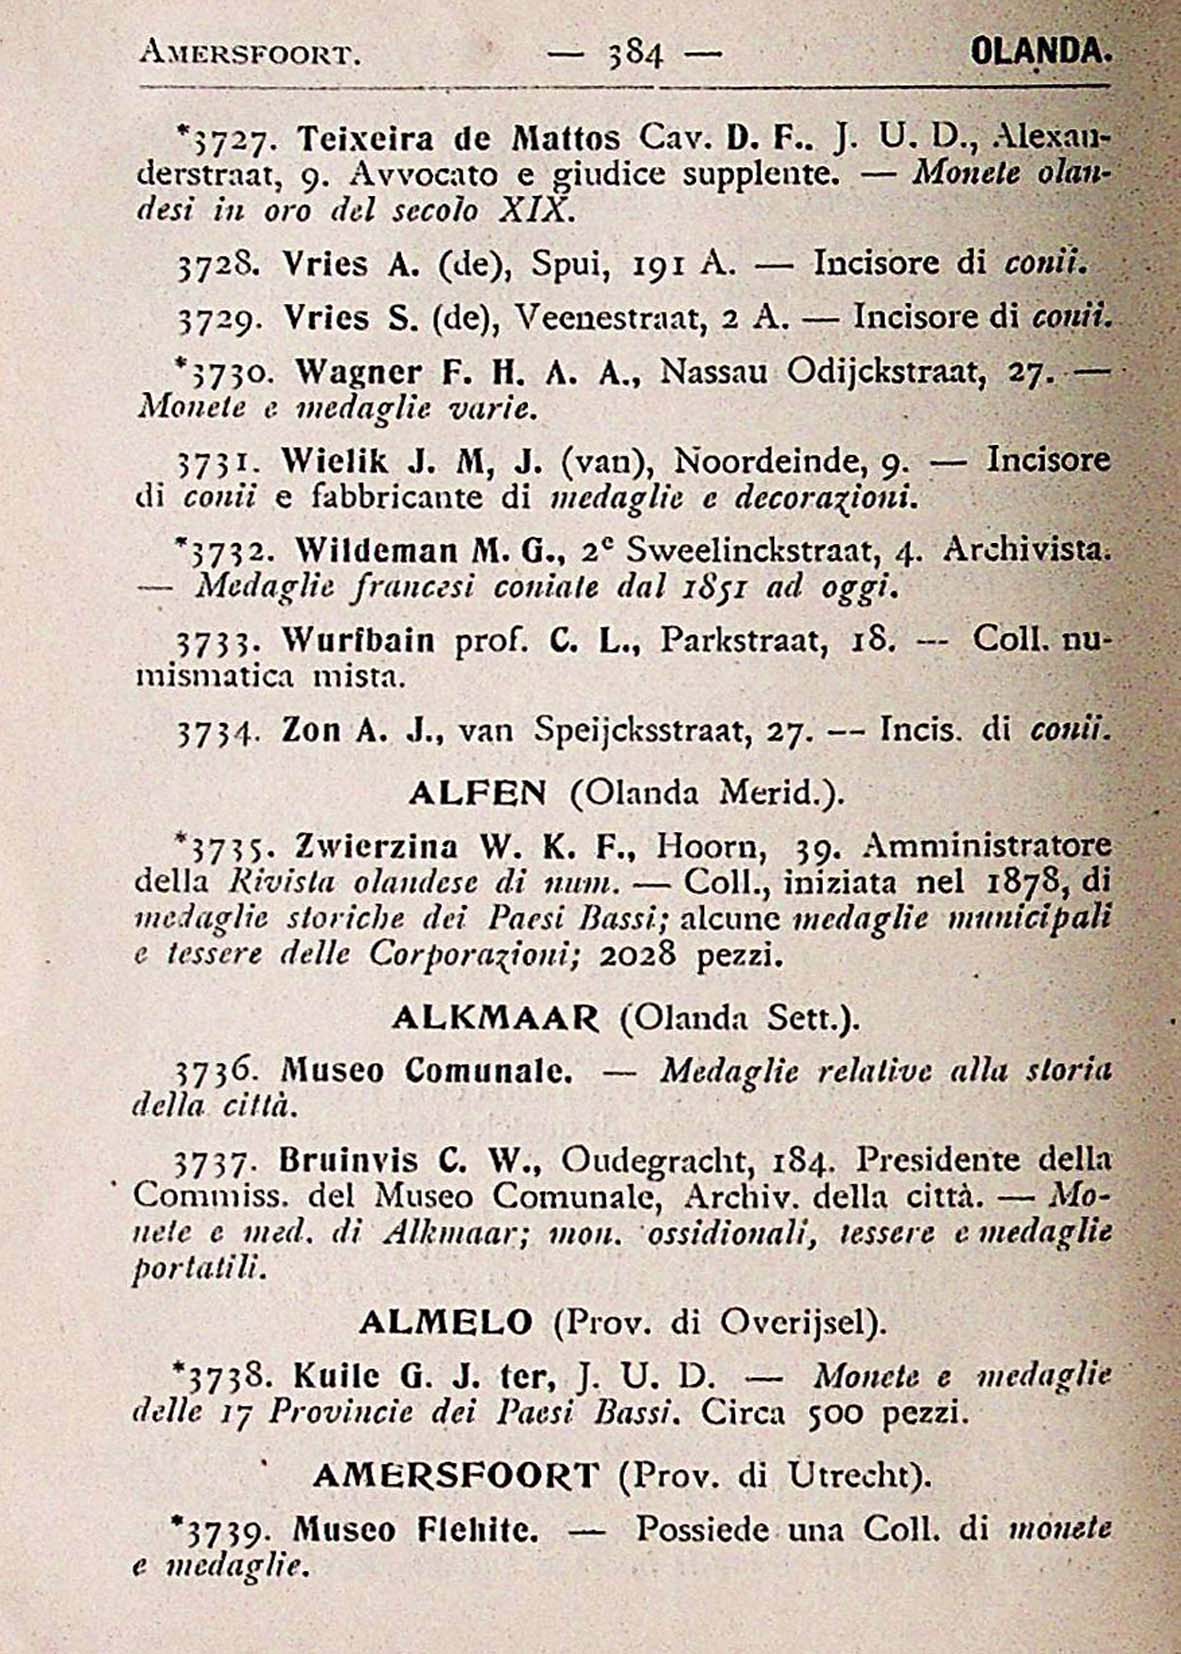 AMERSFOORT. — 384 — OLANDA.
*3727. Teixeira de Mattos Cav. D. F.. J. U. D., Alexan-
derstraat, 9. Avvocato e giudice supplente. — Monete olan-
desi in oro del secolo XIX.
3728. Vries A. (de), Spui, 191 A. — Incisore di conii.
3729. Vries S. (de), Veenestraat, 2 A. — Incisore di conii.
*3730. Wagner F. H. A. A., Nassau Odijckstraat, 27. —
Monete e medaglie varie.
3731. Wielik J. M, J. (van), Noordeinde, 9. — Incisore
di conii e fabbricante di medaglie e decorazioni.
*3732. Wildeman M. G., 2e Sweelinckstraat, 4. Archivista.
— Medaglie francesi coniate dal 1851 ad oggi.
3733. Wurfbain prof. C. L., Parkstraat, 18. — Coll. nu-
mismatica mista.
3734. Zon A. J., van Speijcksstraat, 27. — Incis. di conii.
ALFEN (Olanda Merid.).
*3735. Zwierzina W. K. F., Hoorn, 39. Amministratore
della Rivista olandese di num. — Coll., iniziata nel 1878, di
medaglie storiche dei Paesi Bassi; alcune medaglie municipali
e tessere delle Corporazioni; 2028 pezzi.
ALKMAAR (Olanda Sett.).
3736. Museo Comunale. — Medaglie relative alla storia
della città.
3737. Bruinvis C. W., Oudegracht, 184. Presidente della
Commiss. del Museo Comunale, Archiv. della città. — Mo-
nete e med. di Alkmaar; mon. ossidionali, tessere e medaglie
portatili.
ALMELO (Prov. di Overijsel).
*3738. Kuile G. J. ter, J. U. D. — Monete e medaglie
delle 17 Provincie dei Paesi Bassi. Circa 500 pezzi.
AMERSFOORT (Prov. di Utrecht).
*3739. Museo Flehite. — Possiede una Coll. di monete
e medaglie.